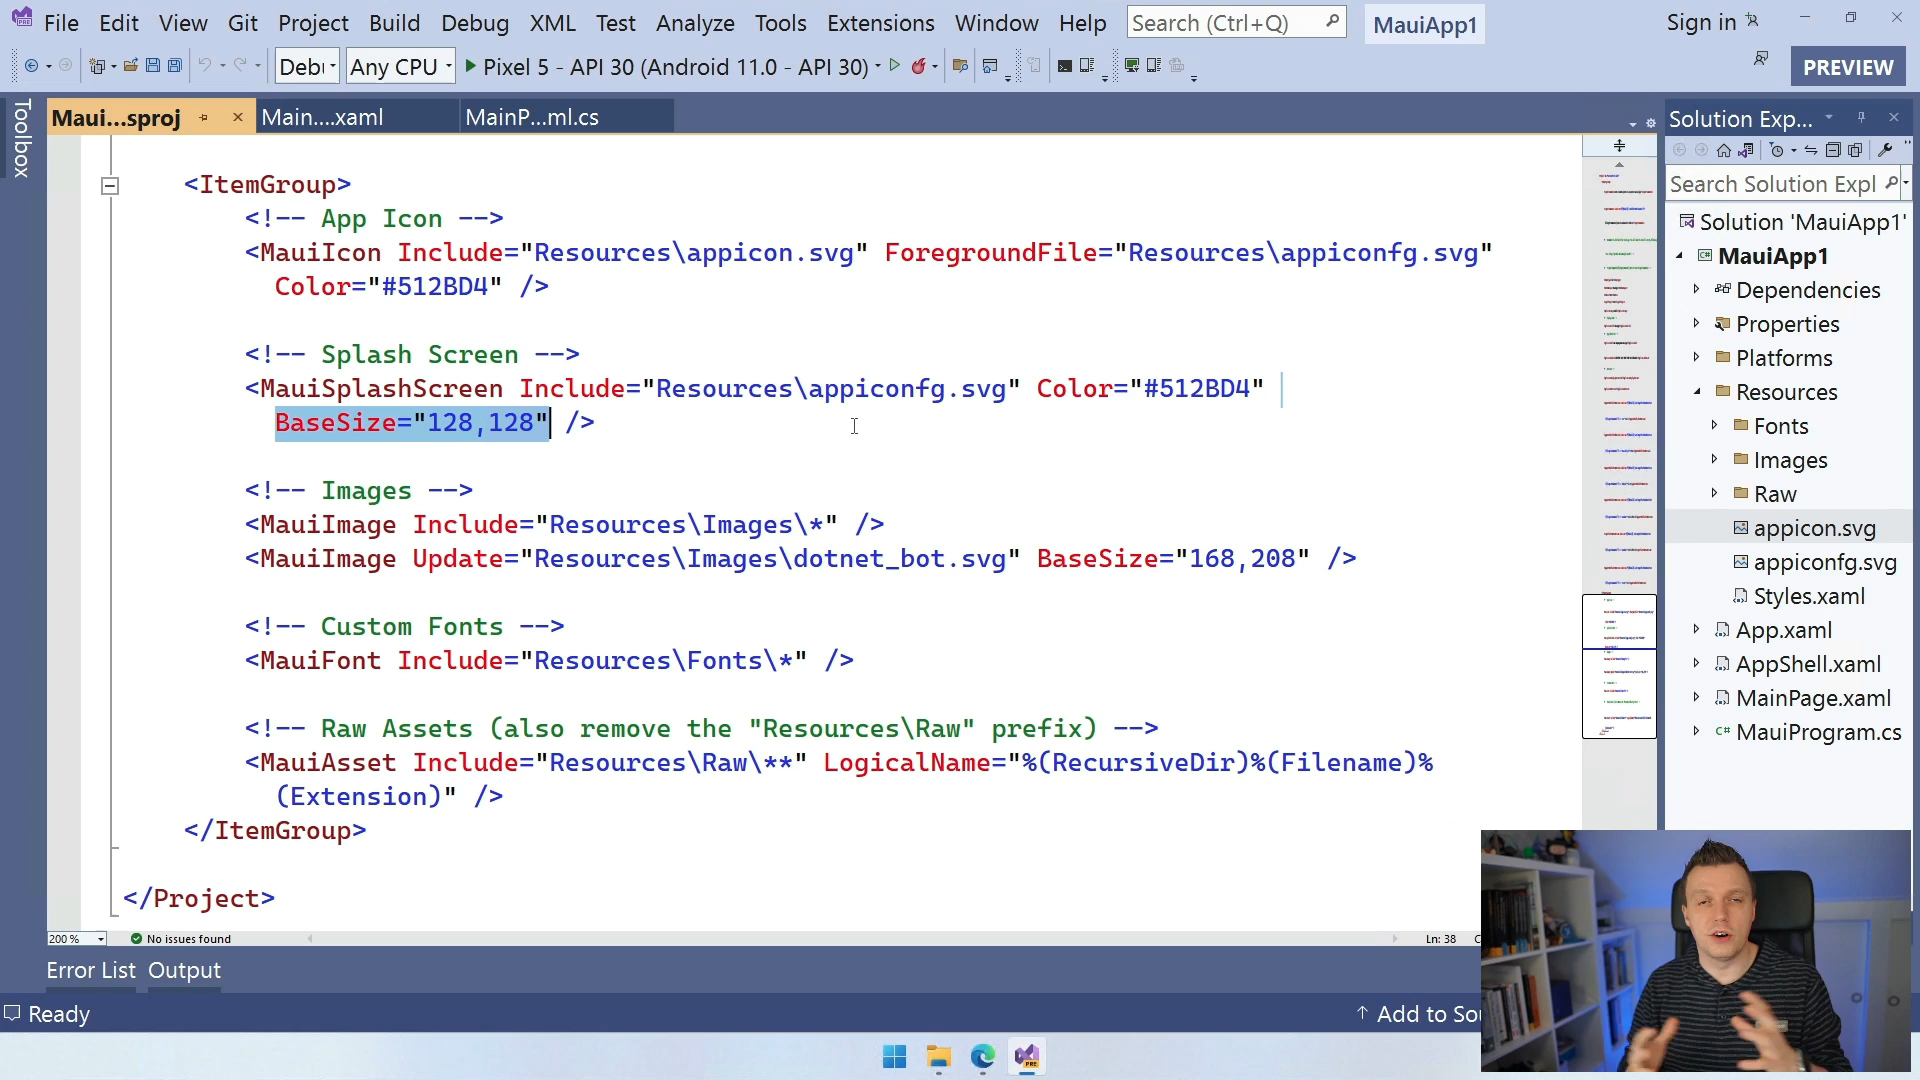 File Edit View Git Project Build Debug XML Test Analyze Tools Extensions Window Help Search (Ctrl+Q) MauiApp1 Sign in
Any CPU Pixel 5 - API 30 (Android 11.0 - API 30) PREVIEW
Toolbox
Maui...sproj Main....xaml MainP...ml.cs
<ItemGroup>
<!-- App Icon -->
<MauiIcon Include="Resources\appicon.svg" ForegroundFile="Resources\appiconfg.svg"
Color="#512BD4" />
<!-- Splash Screen -->
<MauiSplashScreen Include="Resources\appiconfg.svg" Color="#512BD4"
BaseSize="128,128" />
<!-- Images -->
<MauiImage Include="Resources\Images\*" />
<MauiImage Update="Resources\Images\dotnet_bot.svg" BaseSize="168,208" />
<!-- Custom Fonts -->
<MauiFont Include="Resources\Fonts\*" />
<!-- Raw Assets (also remove the "Resources\Raw" prefix) -->
<MauiAsset Include="Resources\Raw\**" LogicalName="%(RecursiveDir)%(Filename)%
(Extension)" />
</ItemGroup>
</Project>
200 % No issues found Ln: 38
Error List Output
Ready Add to
Solution Exp...
Search Solution Expl
Solution 'MauiApp1'
MauiApp1
Dependencies
Properties
Platforms
Resources
Fonts
Images
Raw
appicon.svg
appiconfg.svg
Styles.xaml
App.xaml
AppShell.xaml
MainPage.xaml
MauiProgram.cs